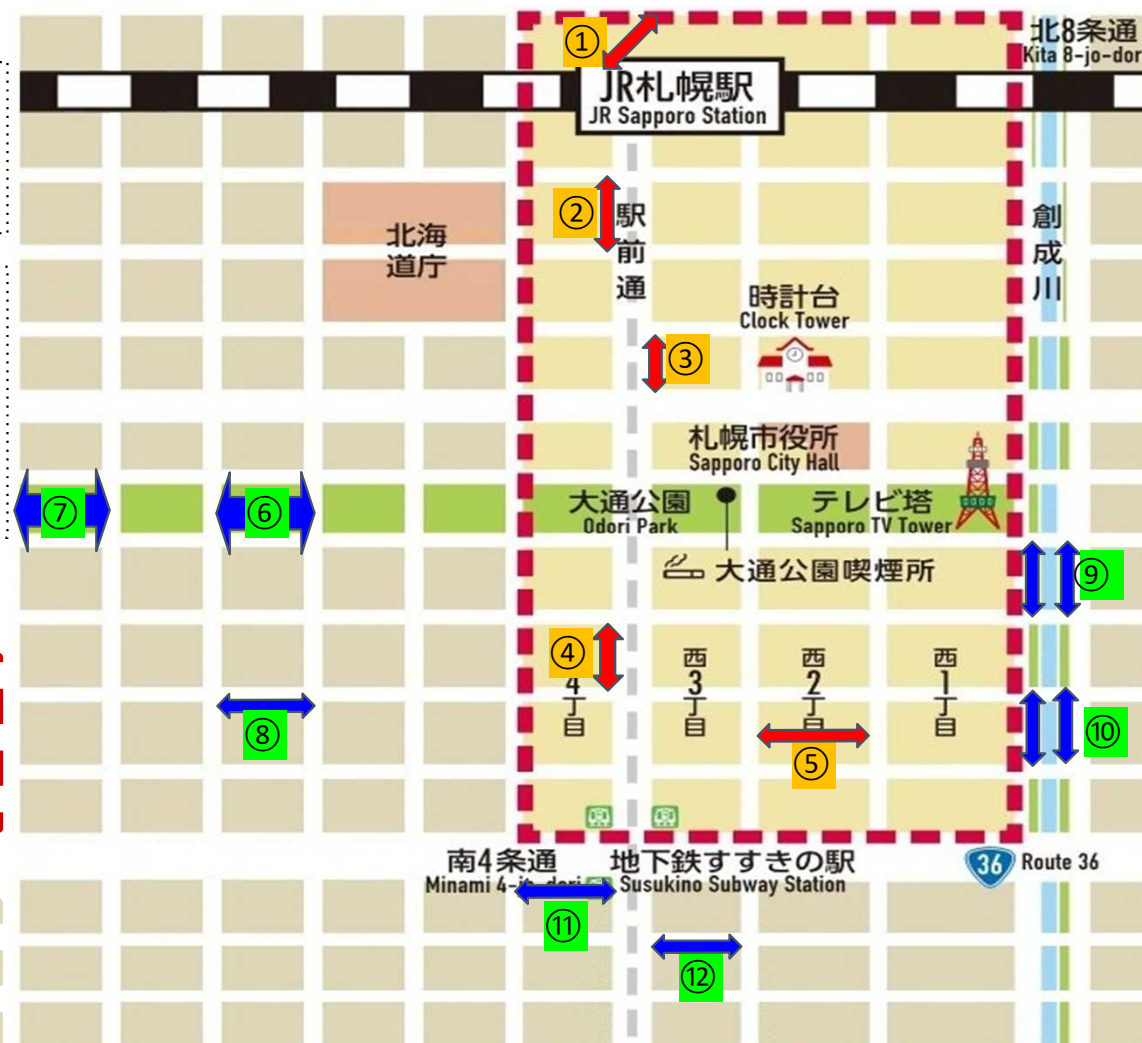 北8条通
Kita 8-jo-dor
①
JR札幌駅
JR Sapporo Station
②
駅前通
北海
道庁
創成川
時計台
Clock Tower
③
札幌市役所
Sapporo City Hall
⑦
⑥
大通公園
Odori Park
テレビ塔
Sapporo TV Tower
大通公園喫煙所
⑨
④
4丁目
西3丁目
西2丁目
西1丁目
⑧
⑩
⑤
南4条通
Minami 4-jo-dori
地下鉄すすきの駅
Susukino Subway Station
36
Route 36
⑪
⑫